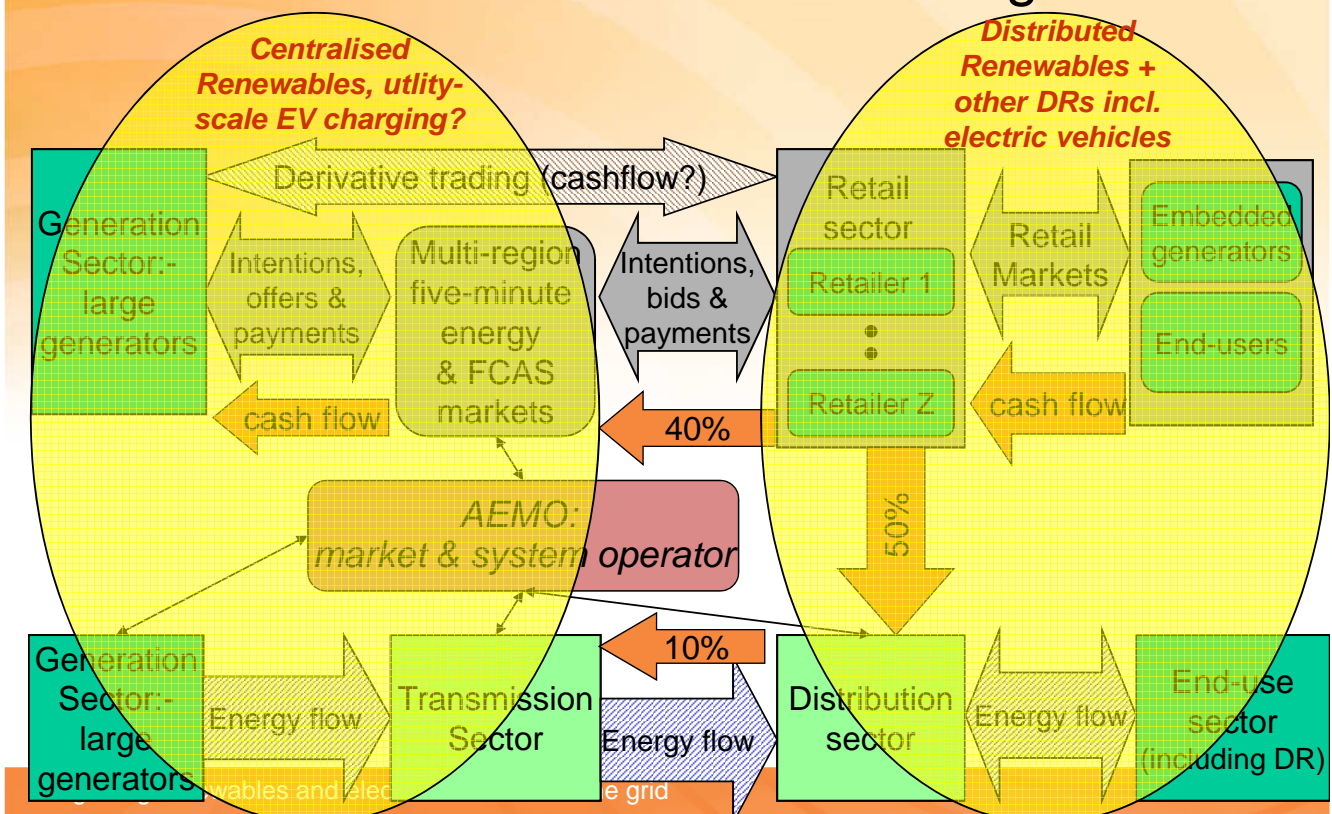 Centralised
Renewables, utlity-
scale EV charging?
Distributed
Renewables +
other DRs incl.
electric vehicles
Derivative trading (cashflow?)
Generation
Sector:-
large
generators
Intentions,
offers &
payments
Multi-region
five-minute
energy
& FCAS
markets
Intentions,
bids &
payments
Retail
sector
Retailer 1
Retailer Z
Retail
Markets
Embedded
generators
End-users
cash flow
40%
cash flow
AEMO:
market & system operator
50%
10%
Generation
Sector:-
large
generators
Energy flow
Transmission
Sector
Energy flow
Distribution
sector
Energy flow
End-use
sector
(including DR)
grid